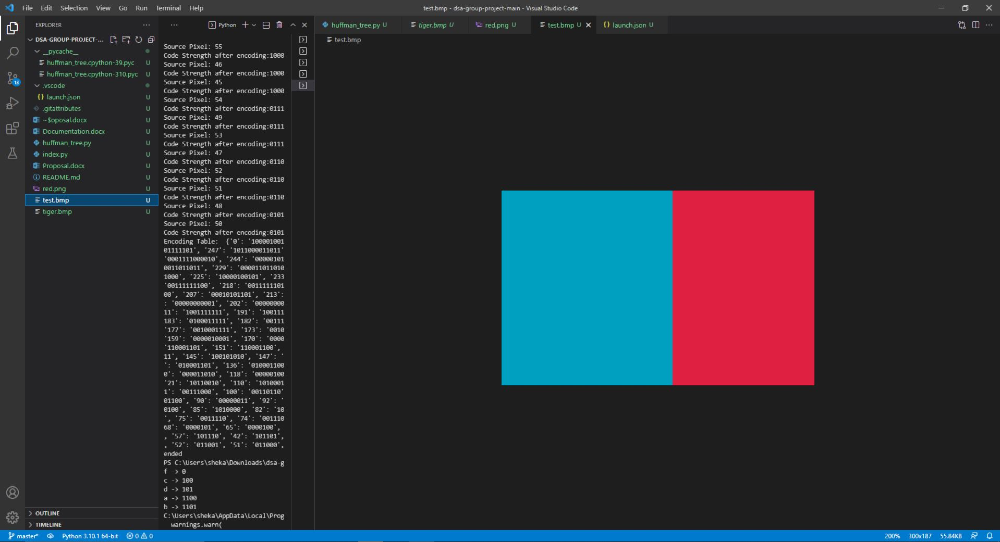 File Edit Selection View Go Run Terminal Help
test.bmp - dsa-group-project-main - Visual Studio Code
EXPLORER
DSA-GROUP-PROJECT-...
__pycache__
huffman_tree.cpython-39.pyc U
huffman_tree.cpython-310.pyc U
.vscode
launch.json U
.gitattributes U
~$oposal.docx U
Documentation.docx U
huffman_tree.py U
index.py U
Proposal.docx U
README.md U
red.png U
test.bmp U
tiger.bmp U
OUTLINE
TIMELINE
13
Python
Source Pixel: 55
Code Strength after encoding:1000
Source Pixel: 46
Code Strength after encoding:1000
Source Pixel: 45
Code Strength after encoding:1000
Source Pixel: 54
Code Strength after encoding:0111
Source Pixel: 49
Code Strength after encoding:0111
Source Pixel: 53
Code Strength after encoding:0111
Source Pixel: 47
Code Strength after encoding:0110
Source Pixel: 52
Code Strength after encoding:0110
Source Pixel: 51
Code Strength after encoding:0110
Source Pixel: 48
Code Strength after encoding:0101
Source Pixel: 50
Code Strength after encoding:0101
Encoding Table:  {'0': '100001001
01111101', '247': '1011000011011'
'0001111000010', '244': '00000101
0011011011', '229': '000011011010
1000', '225': '10000100101', '233
'00111111100', '218': '0011111101
00', '207': '00010101101', '213':
: '00000000001', '202': '00000000
11': '1001111111', '191': '100111
183': '0100011111', '182': '00111
'177': '0010001111', '173': '0010
'159': '0000010001', '170': '0000
'110001101', '151': '110001100',
11', '145': '100101010', '147': '
': '010001101', '136': '010001100
0': '000011010', '118': '00000100
'21': '10110010', '110': '1010001
1': '00111000', '100': '00110110'
01100', '90': '00000011', '92': '
0100', '85': '1010000', '82': '10
', '75': '0011110', '74': '001110
68': '0000101', '65': '0000100',
, '57': '101110', '42': '101101',
, '52': '011001', '51': '011000',
ended
PS C:\Users\sheka\Downloads\dsa-g
f -> 0
c -> 100
d -> 101
a -> 1100
b -> 1101
C:\Users\sheka\AppData\Local\Prog
warnings.warn(
huffman_tree.py U tiger.bmp U red.png U test.bmp U launch.json U
test.bmp
master* Python 3.10.1 64-bit 0 0 200% 300x187 55.84KB